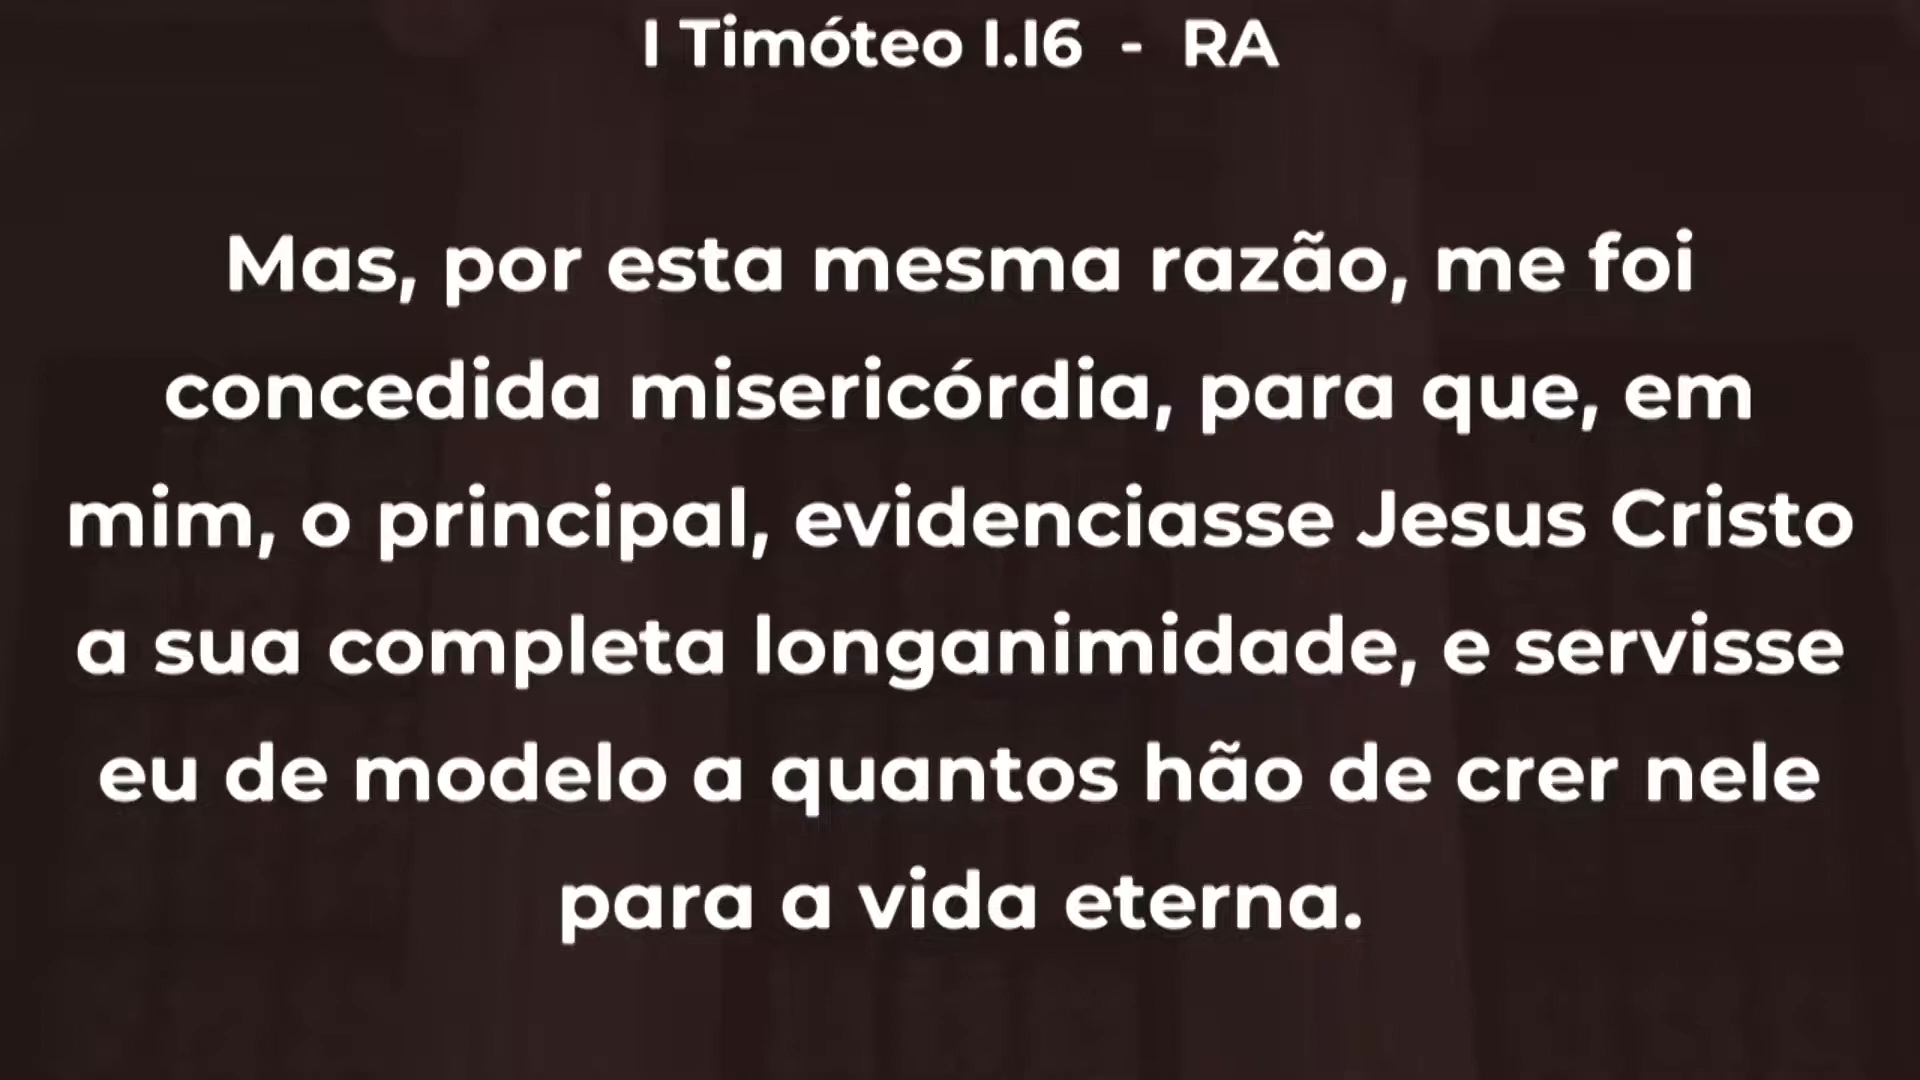 I Timóteo 1.16 - RA
Mas, por esta mesma razão, me foi
concedida misericórdia, para que, em
mim, o principal, evidenciasse Jesus Cristo
a sua completa longanimidade, e servisse
eu de modelo a quantos hão de crer nele
para a vida eterna.